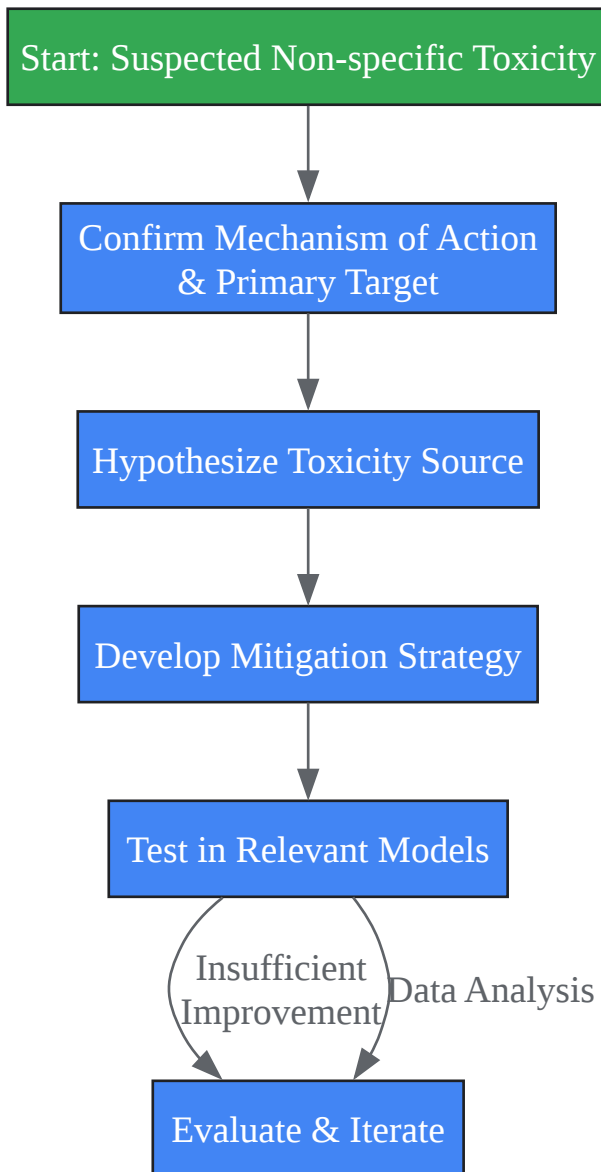 Start: Suspected Non-specific Toxicity
Confirm Mechanism of Action
& Primary Target
Hypothesize Toxicity Source
Develop Mitigation Strategy
Test in Relevant Models
Insufficient
Improvement
Data Analysis
Evaluate & Iterate